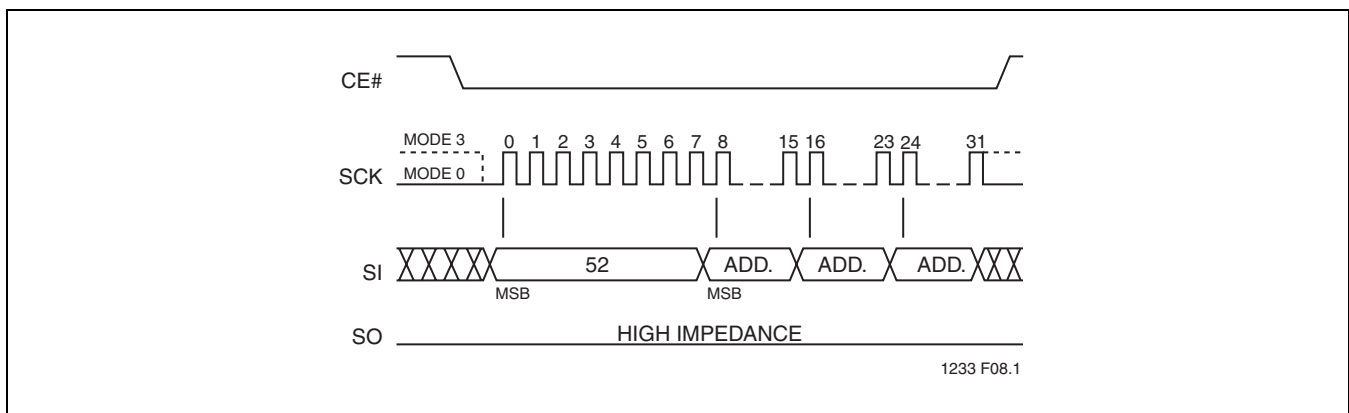 CE#
MODE 3
0 1 2 3 4 5 6 7 8 15 16 23 24 31
SCK MODE 0
SI 52 ADD. ADD. ADD.
MSB MSB
SO HIGH IMPEDANCE
1233 F08.1